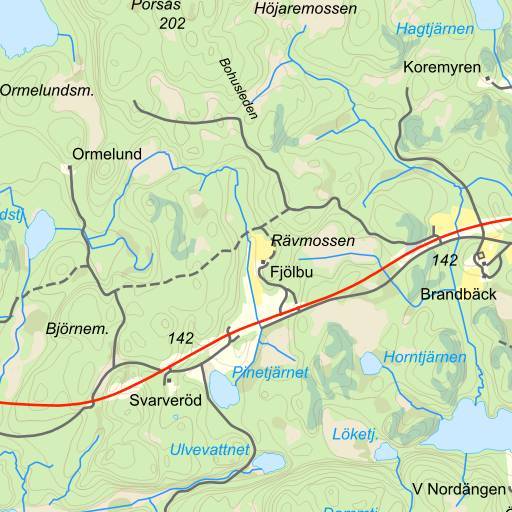 Porsås
202
Höjaremossen
Hagtjärnen
Bohusleden
Koremyren
Ormelundsm.
Ormelund
Rävmossen
142
Fjölbu
Brandbäck
Björnem.
142
Horntjärnen
Pinetjärnet
Svarveröd
Löketj.
Ulvevattnet
V Nordängen